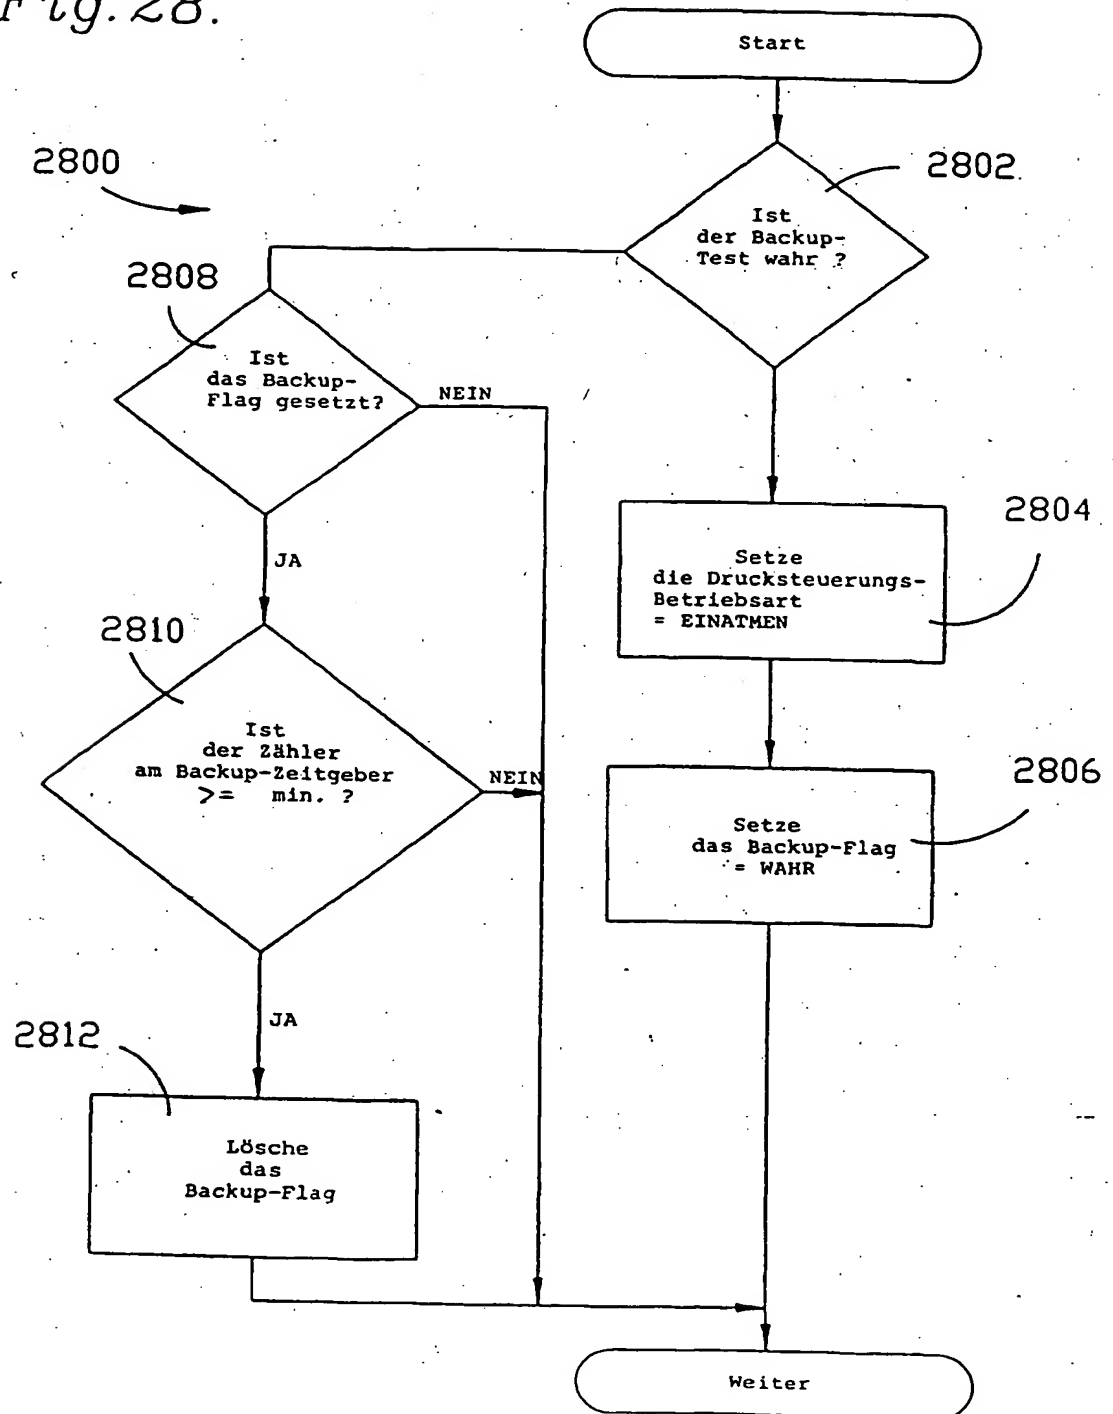 Fig. 28.
Start
2800
2802
Ist
der Backup-
Test wahr ?
2808
Ist
das Backup-
Flag gesetzt?
NEIN
JA
2804
Setze
die Drucksteuerungs-
Betriebsart
= EINATMEN
2810
Ist
der Zähler
am Backup-Zeitgeber
>= min. ?
NEIN
JA
2806
Setze
das Backup-Flag
= WAHR
2812
Lösche
das
Backup-Flag
Weiter